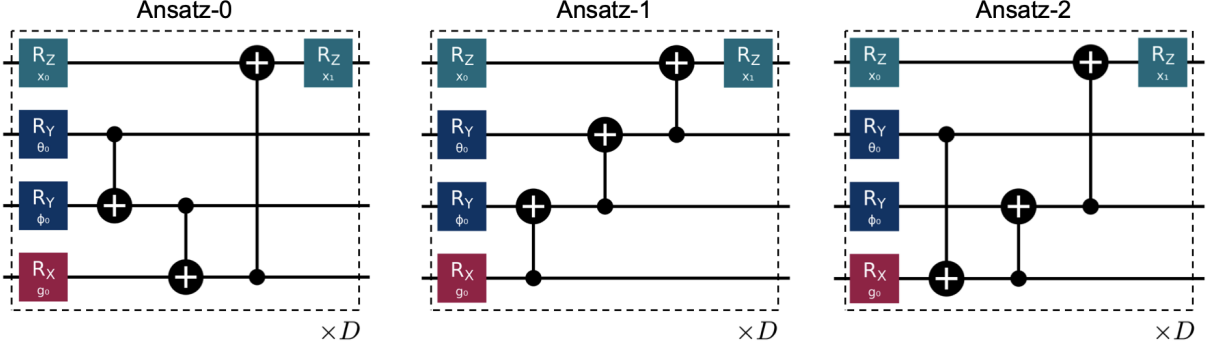 Ansatz-0
Ansatz-1
Ansatz-2
R_Z x₀ R_Z x₁
R_Y θ₀
R_Y ϕ₀
R_X g₀
×D
R_Z x₀ R_Z x₁
R_Y θ₀
R_Y ϕ₀
R_X g₀
×D
R_Z x₀ R_Z x₁
R_Y θ₀
R_Y ϕ₀
R_X g₀
×D